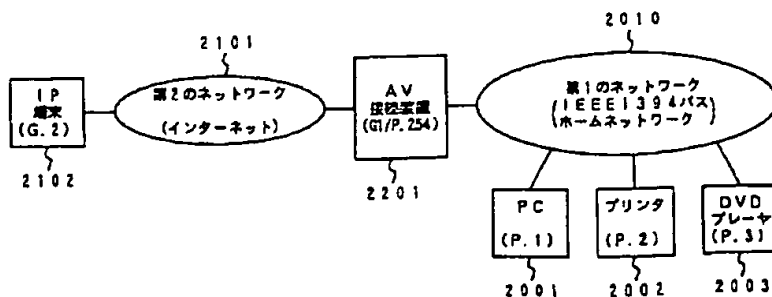 2101
2010
IP
端末
(G.2)
2102
第2のネットワーク
(インターネット)
AV
接続装置
(G1/P.254)
2201
第1のネットワーク
(IEEE1394バス
ホームネットワーク)
PC
(P.1)
2001
プリンタ
(P.2)
2002
DVD
プレーヤ
(P.3)
2003